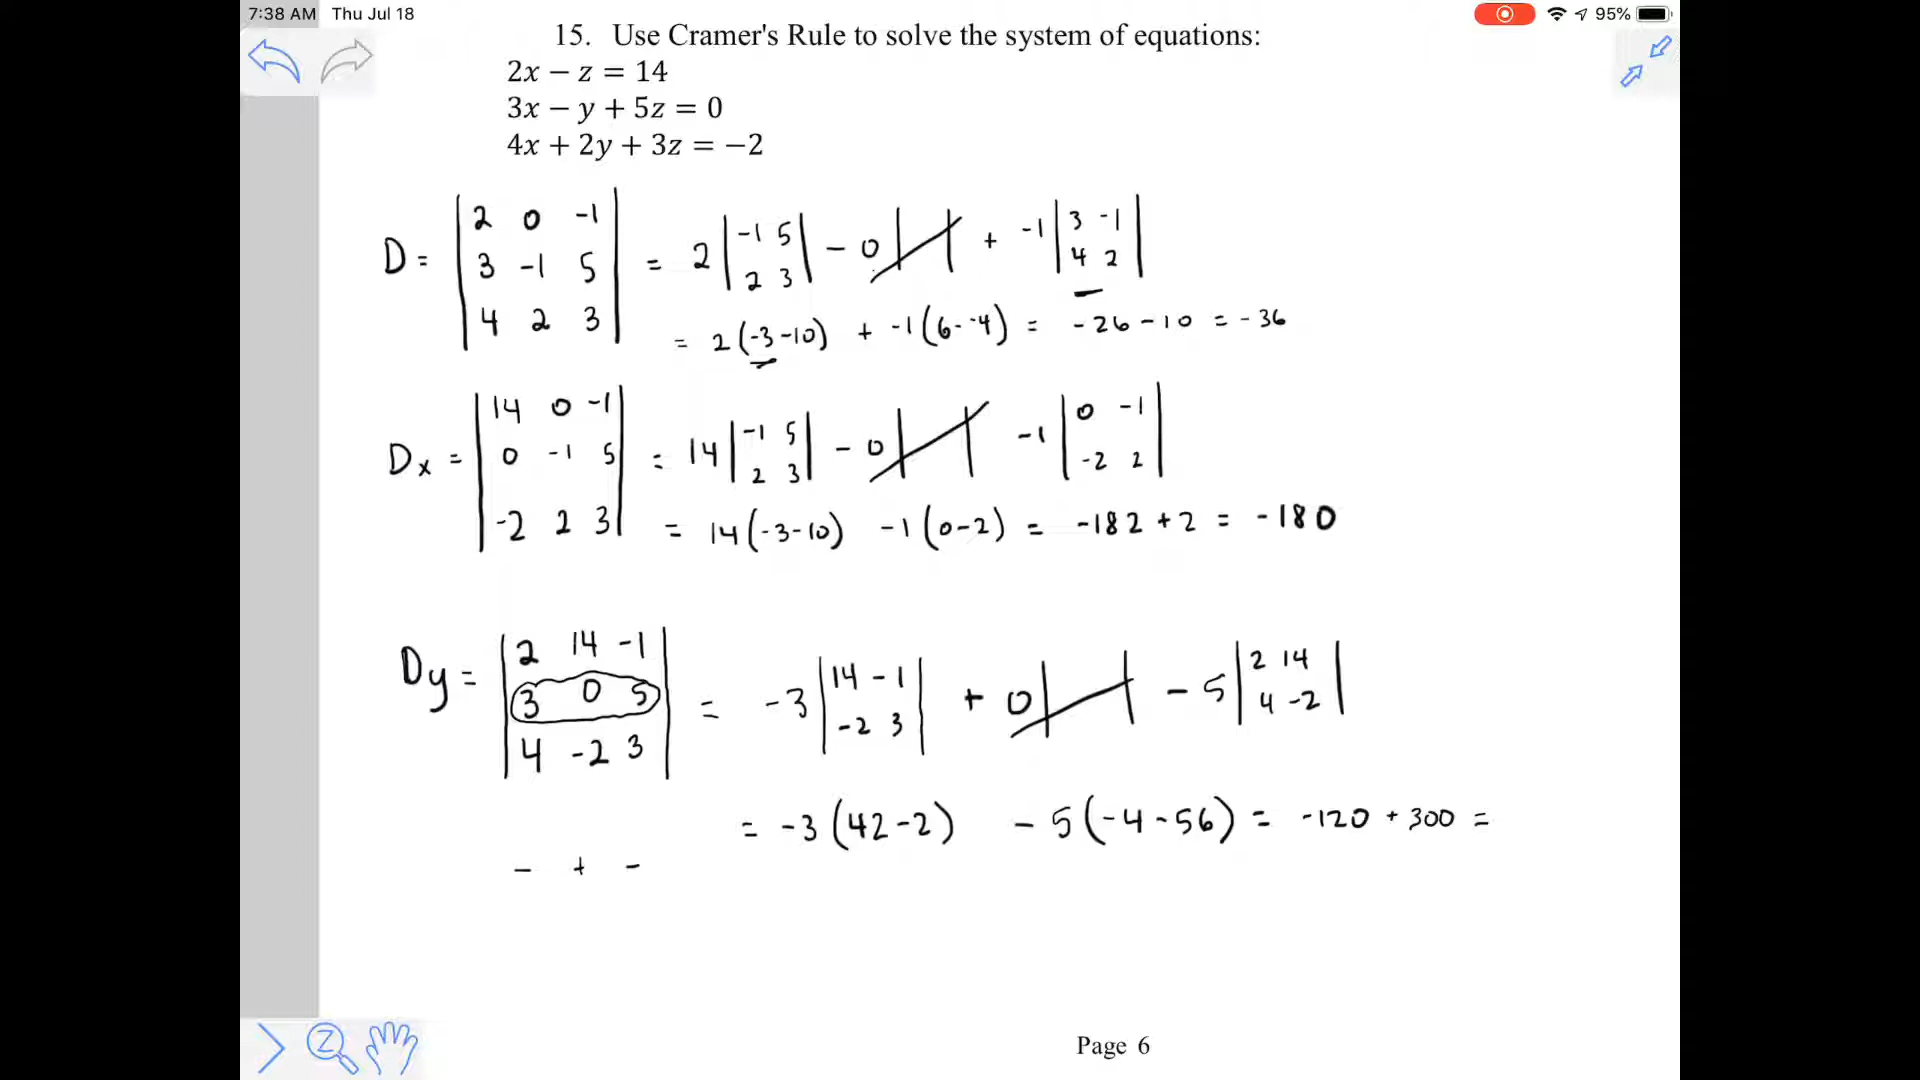 7:38 AM Thu Jul 18 95%
15. Use Cramer's Rule to solve the system of equations:
2x − z = 14
3x − y + 5z = 0
4x + 2y + 3z = −2
D = | 2 0 -1 | = 2 | -1 5 | - 0 | | + -1 | 3 -1 |
| 3 -1 5 | | 2 3 | | 4 2 |
| 4 2 3 |
= 2(-3-10) + -1(6--4) = -26-10 = -36
Dx = | 14 0 -1 | = 14 | -1 5 | - 0 | | -1 | 0 -1 |
| 0 -1 5 | | 2 3 | | -2 2 |
| -2 2 3 |
= 14(-3-10) -1(0-2) = -182+2 = -180
Dy = | 2 14 -1 | = -3 | 14 -1 | + 0 | | - 5 | 2 14 |
| 3 0 5 | | -2 3 | | 4 -2 |
| 4 -2 3 |
= -3(42-2) - 5(-4-56) = -120 + 300 =
- + -
Z
Page 6